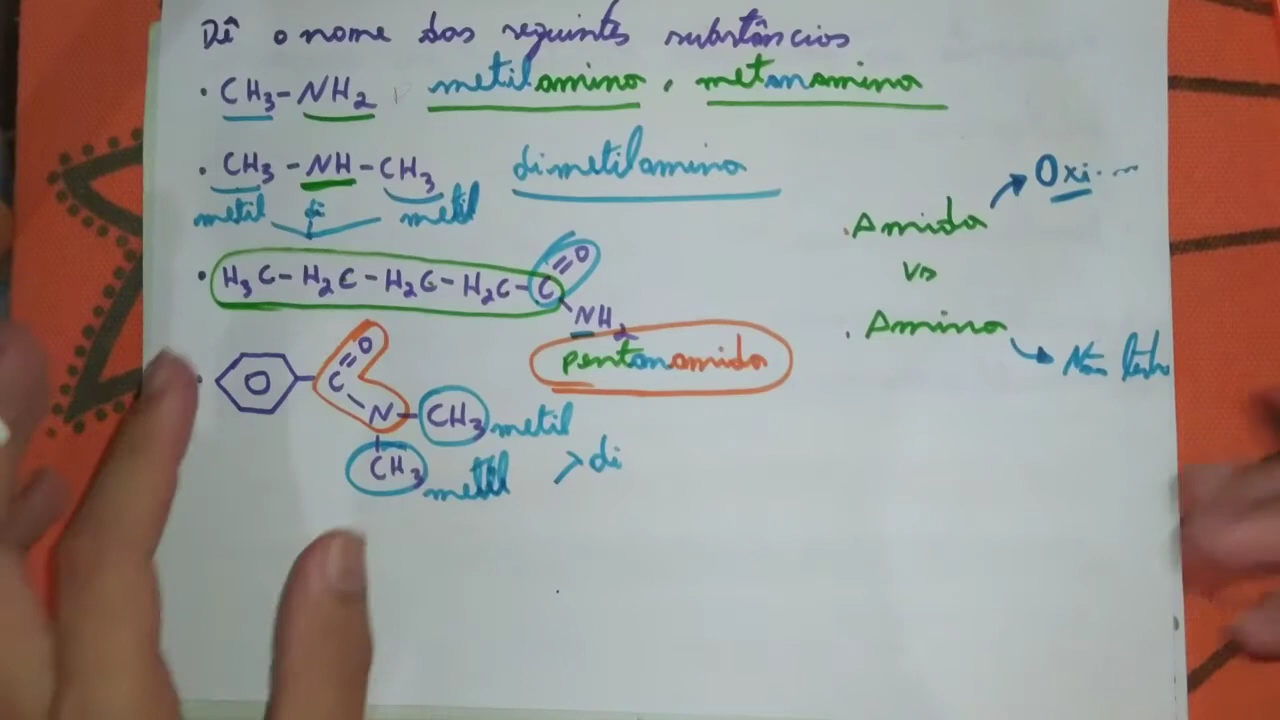 Dê o nome das seguintes substâncias
• CH3-NH2 metilamina, metanamina
• CH3-NH-CH3 dimetilamina
metil di metil
• H3C-H2C-H2C-H2C-C=O
NH2
pentanamida
C=O
N-CH3 metil
CH3 metil > di
Amida → Oxi...
vs
Amina → Não